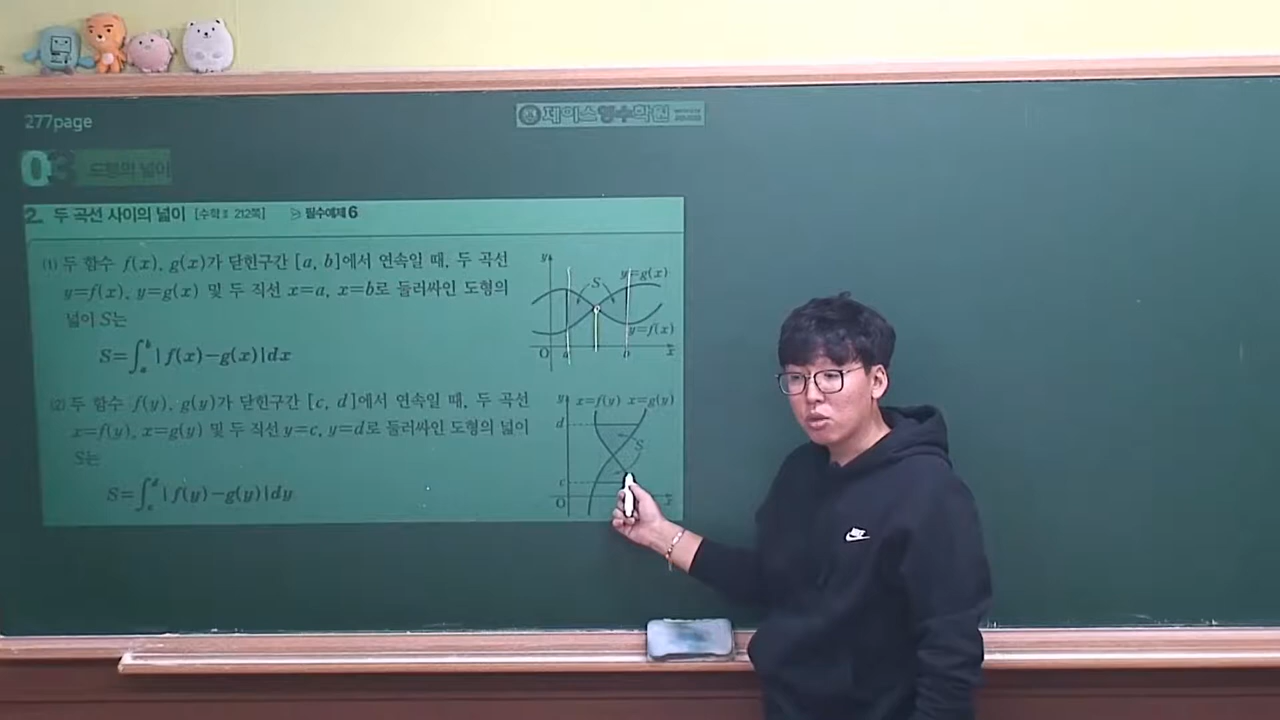 277page
제이스영수학원
03 도형의 넓이
2. 두 곡선 사이의 넓이 [수학Ⅱ 212쪽] ▷ 필수예제 6
(1) 두 함수 f(x), g(x)가 닫힌구간 [a, b]에서 연속일 때, 두 곡선
y=f(x), y=g(x) 및 두 직선 x=a, x=b로 둘러싸인 도형의
넓이 S는
S=∫ₐᵇ|f(x)-g(x)|dx
y
S
y=g(x)
y=f(x)
O a b x
(2) 두 함수 f(y), g(y)가 닫힌구간 [c, d]에서 연속일 때, 두 곡선
x=f(y), x=g(y) 및 두 직선 y=c, y=d로 둘러싸인 도형의 넓이
S는
S=∫_c^d|f(y)-g(y)|dy
y x=f(y) x=g(y)
d
S
c
O x